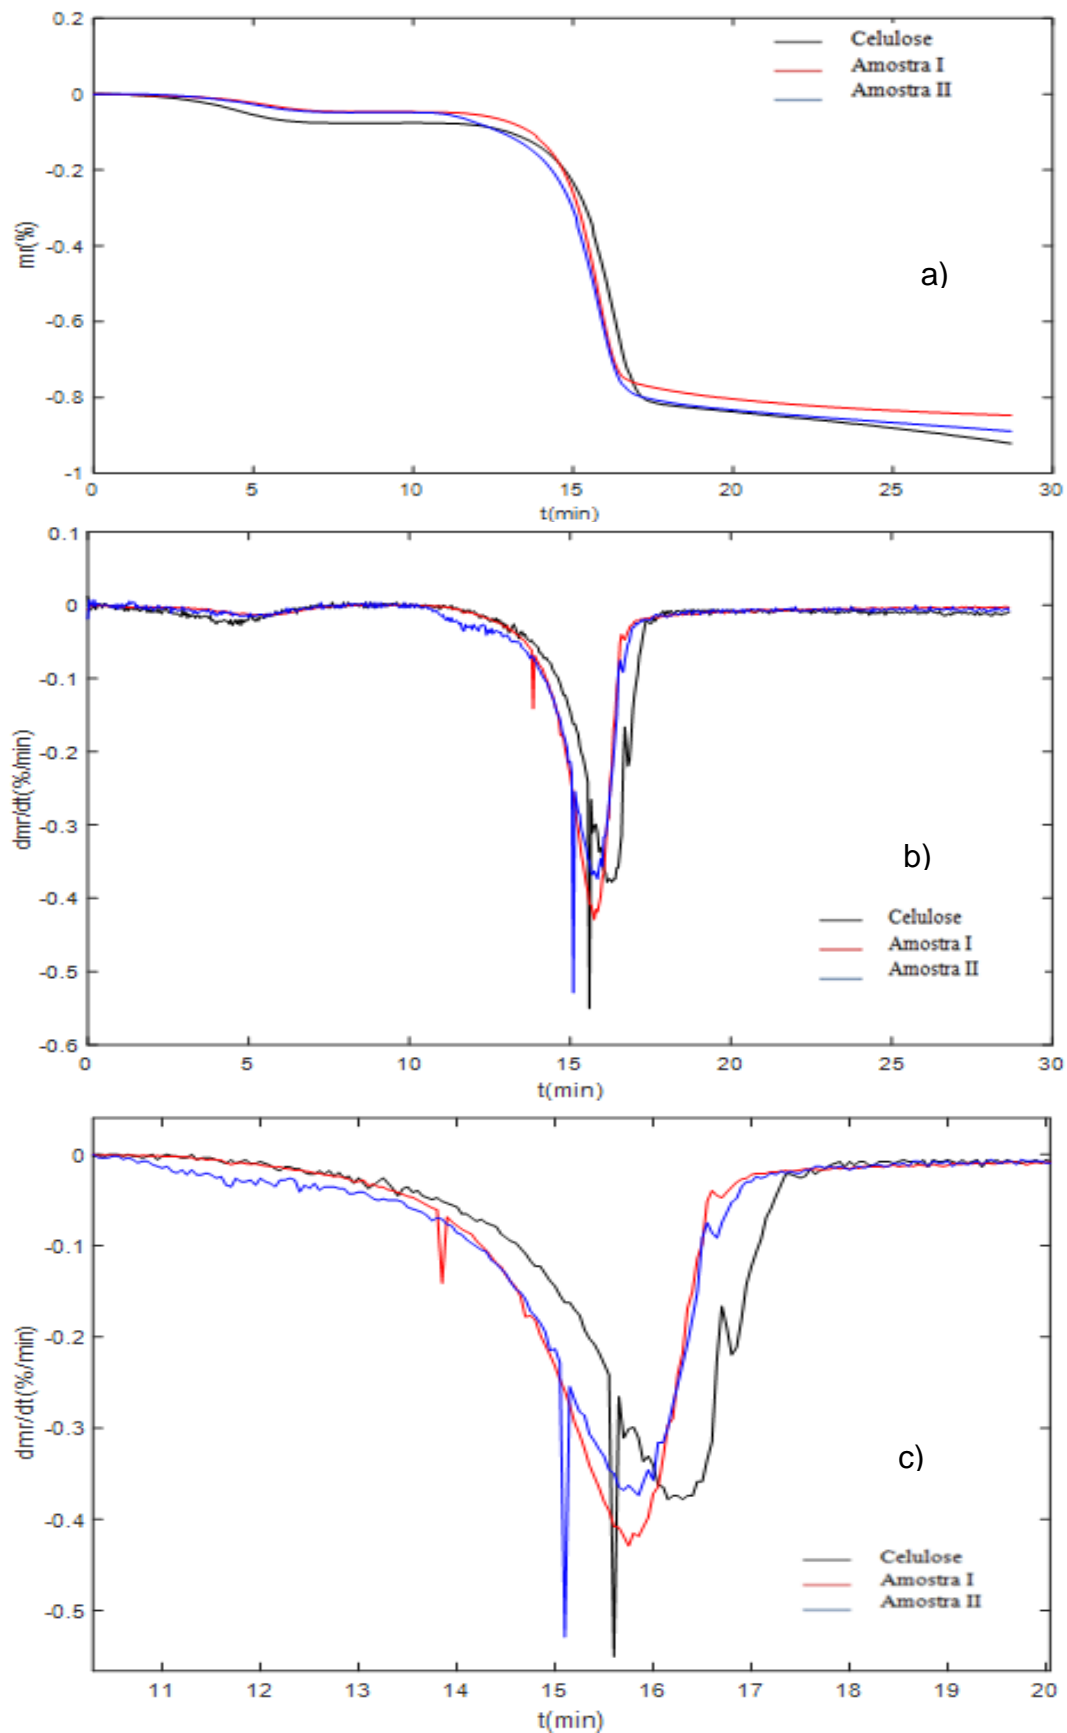 0.2
Celulose
Amostra I
Amostra II
0
-0.2
-0.4
-0.6
-0.8
-1
mr(%)
a)
0 5 10 15 20 25 30
t(min)
0.1
0
-0.1
-0.2
-0.3
-0.4
-0.5
-0.6
dmr/dt(%/min)
b)
Celulose
Amostra I
Amostra II
0 5 10 15 20 25 30
t(min)
0
-0.1
-0.2
-0.3
-0.4
-0.5
dmr/dt(%/min)
c)
Celulose
Amostra I
Amostra II
11 12 13 14 15 16 17 18 19 20
t(min)